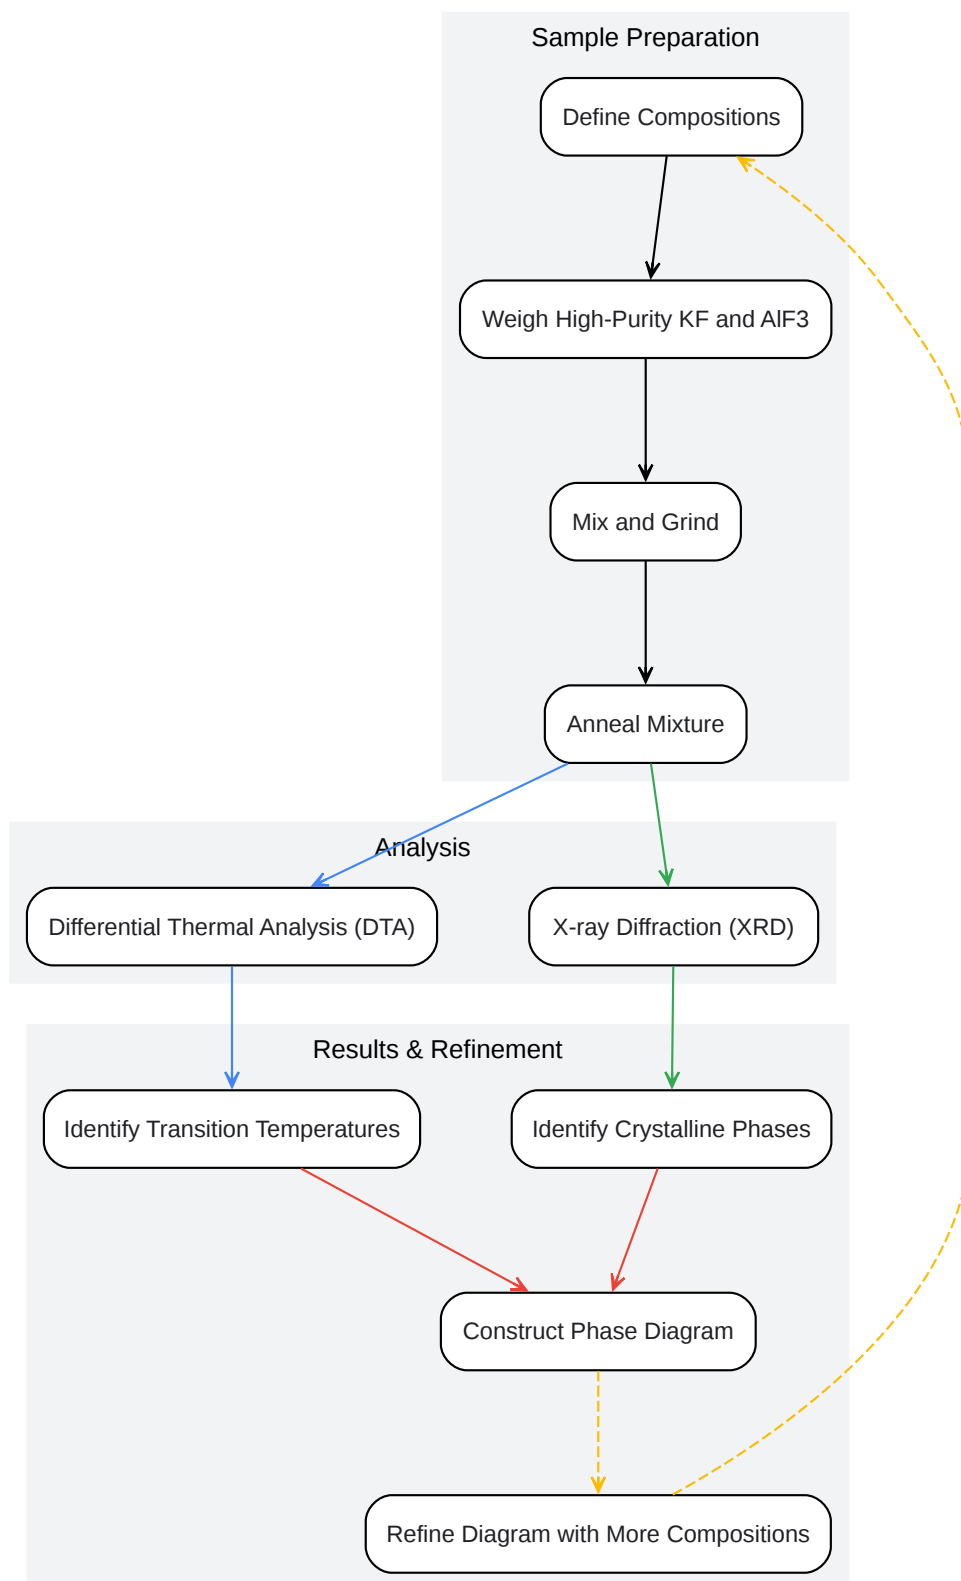 Sample Preparation
Define Compositions
Weigh High-Purity KF and AlF3
Mix and Grind
Anneal Mixture
Analysis
Differential Thermal Analysis (DTA)
X-ray Diffraction (XRD)
Results & Refinement
Identify Transition Temperatures
Identify Crystalline Phases
Construct Phase Diagram
Refine Diagram with More Compositions